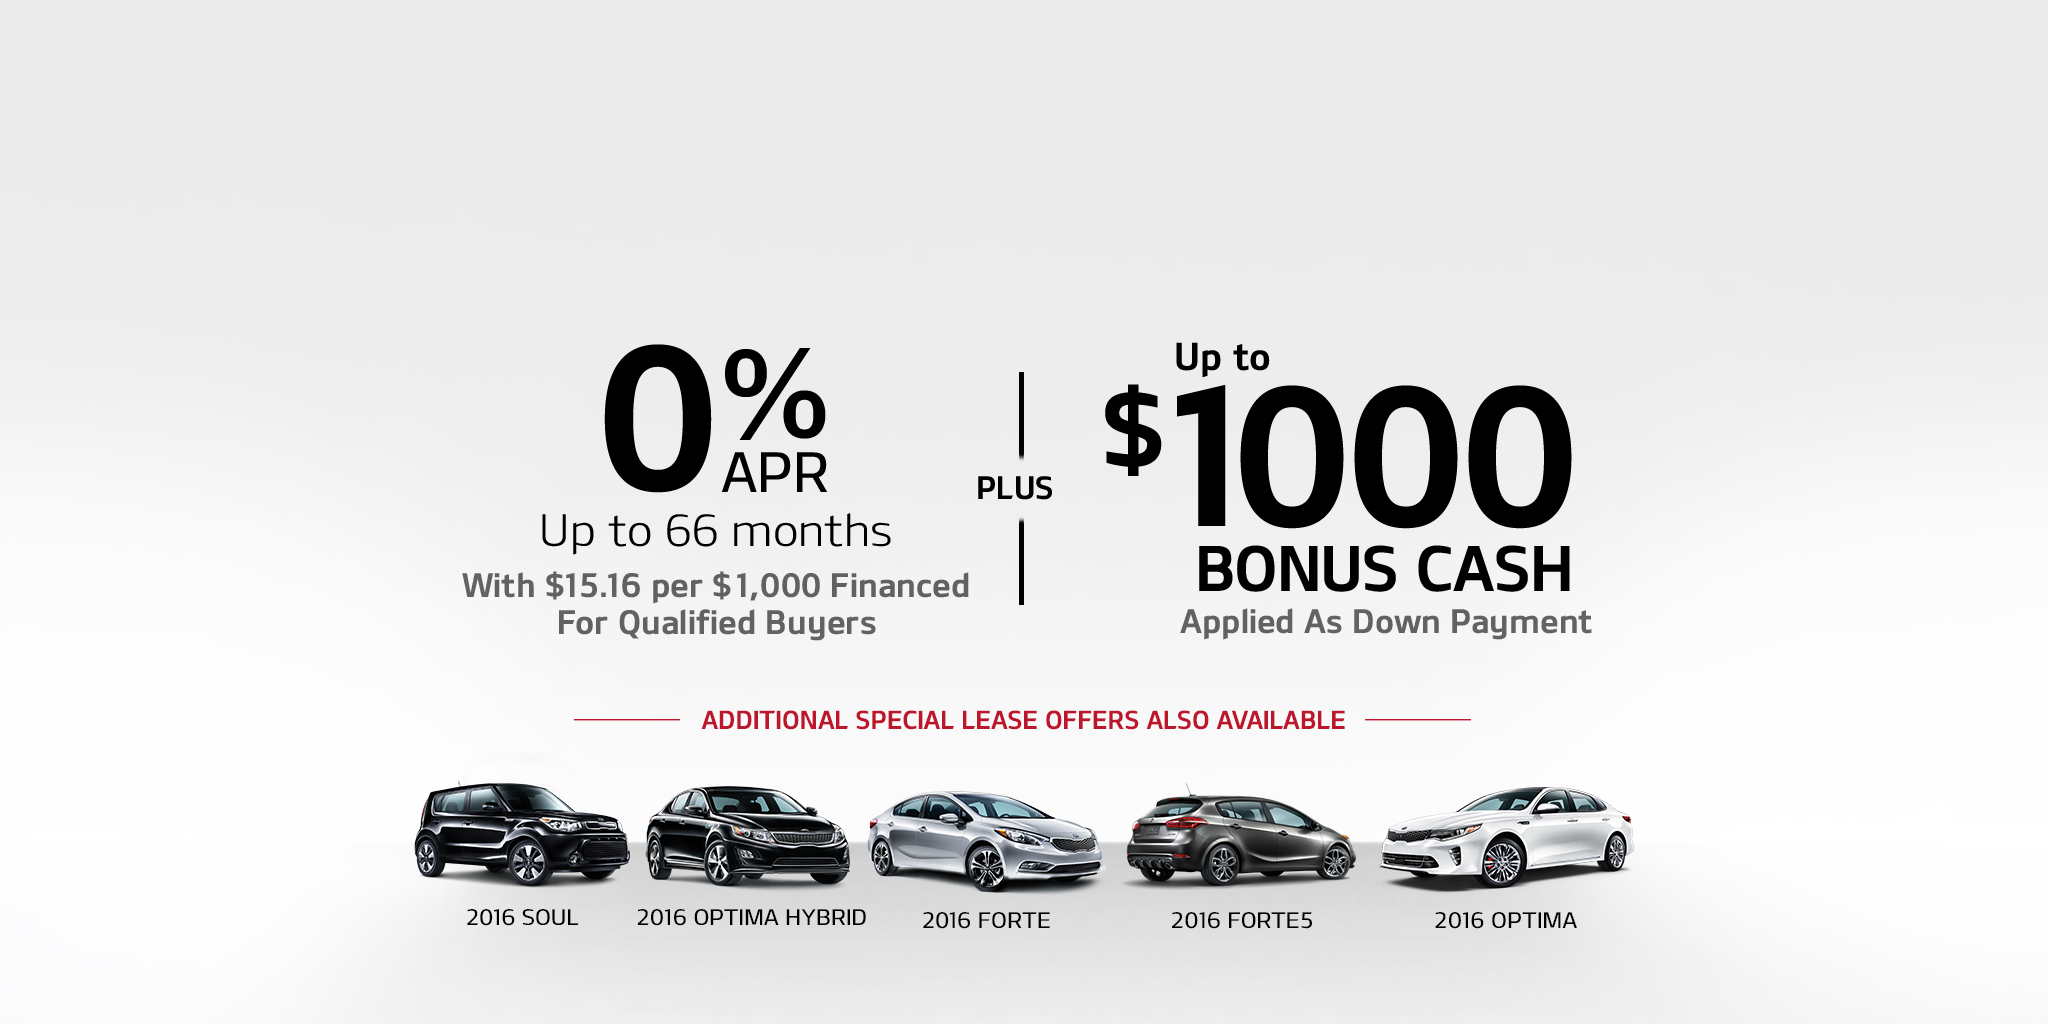 0% APR
Up to 66 months
With $15.16 per $1,000 Financed
For Qualified Buyers
PLUS
Up to
$1000
BONUS CASH
Applied As Down Payment
ADDITIONAL SPECIAL LEASE OFFERS ALSO AVAILABLE
2016 SOUL
2016 OPTIMA HYBRID
2016 FORTE
2016 FORTE5
2016 OPTIMA